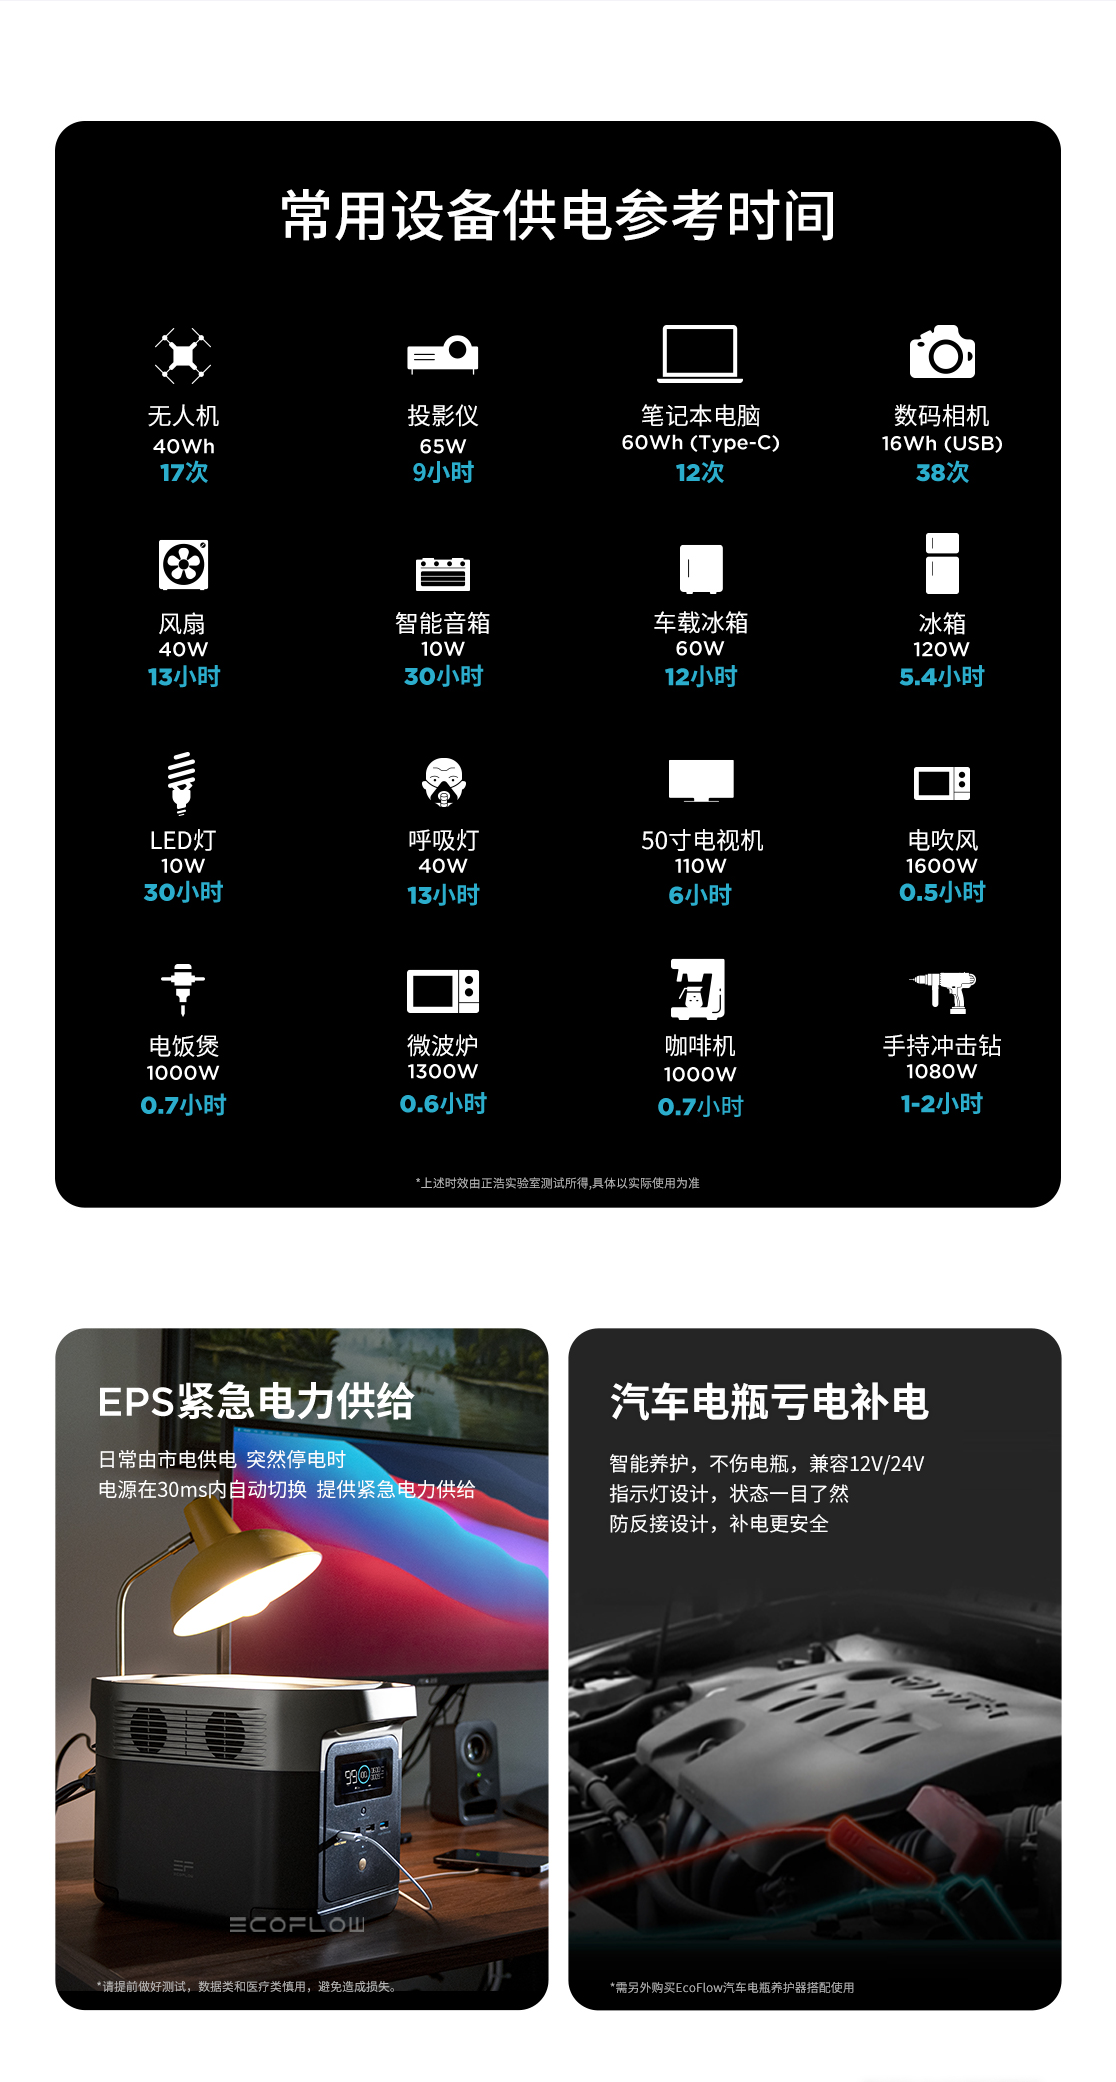 常用设备供电参考时间
无人机
40Wh
17次
投影仪
65W
9小时
笔记本电脑
60Wh (Type-C)
12次
数码相机
16Wh (USB)
38次
风扇
40W
13小时
智能音箱
10W
30小时
车载冰箱
60W
12小时
冰箱
120W
5.4小时
LED灯
10W
30小时
呼吸灯
40W
13小时
50寸电视机
110W
6小时
电吹风
1600W
0.5小时
电饭煲
1000W
0.7小时
微波炉
1300W
0.6小时
咖啡机
1000W
0.7小时
手持冲击钻
1080W
1-2小时
*上述时效由正浩实验室测试所得,具体以实际使用为准
EPS紧急电力供给
日常由市电供电 突然停电时
电源在30ms内自动切换 提供紧急电力供给
99
EF
ECOFLOW
*请提前做好测试，数据类和医疗类慎用，避免造成损失。
汽车电瓶亏电补电
智能养护，不伤电瓶，兼容12V/24V
指示灯设计，状态一目了然
防反接设计，补电更安全
*需另外购买EcoFlow汽车电瓶养护器搭配使用